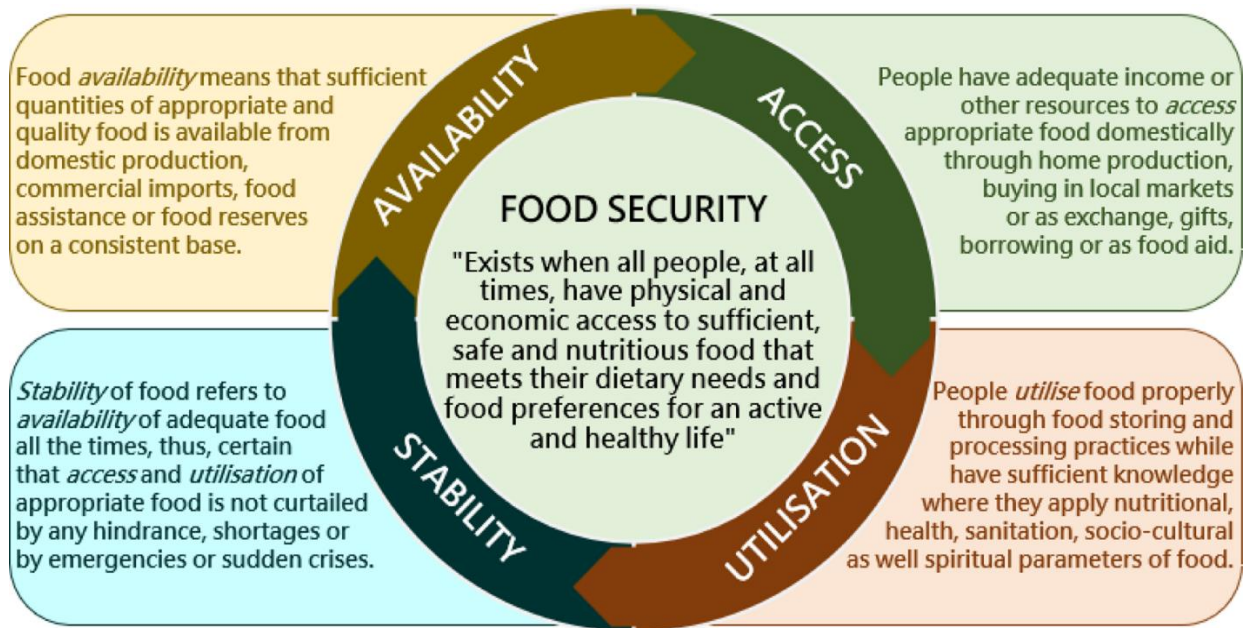 AVAILABILITY
Food availability means that sufficient
quantities of appropriate and
quality food is available from
domestic production,
commercial imports, food
assistance or food reserves
on a consistent base.
ACCESS
People have adequate income or
other resources to access
appropriate food domestically
through home production,
buying in local markets
or as exchange, gifts,
borrowing or as food aid.
FOOD SECURITY
"Exists when all people, at all
times, have physical and
economic access to sufficient,
safe and nutritious food that
meets their dietary needs and
food preferences for an active
and healthy life"
STABILITY
Stability of food refers to
availability of adequate food
all the times, thus, certain
that access and utilisation of
appropriate food is not curtailed
by any hindrance, shortages or
by emergencies or sudden crises.
UTILISATION
People utilise food properly
through food storing and
processing practices while
have sufficient knowledge
where they apply nutritional,
health, sanitation, socio-cultural
as well spiritual parameters of food.